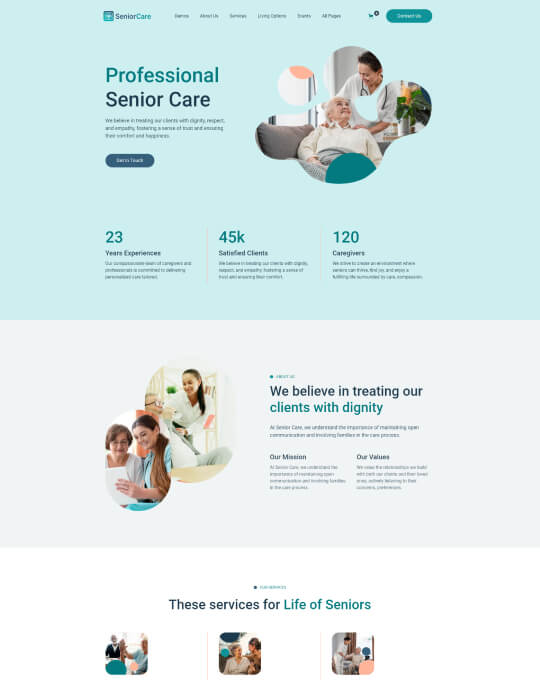 SeniorCare
Demos About Us Services Living Options Events All Pages 0 Contact Us
Professional
Senior Care
We believe in treating our clients with dignity, respect,
and empathy, fostering a sense of trust and ensuring
their comfort and happiness.
Get In Touch
23
Years Experiences
Our compassionate team of caregivers and
professionals is committed to delivering
personalized care tailored.
45k
Satisfied Clients
We believe in treating our clients with dignity,
respect, and empathy, fostering a sense of
trust and ensuring their comfort.
120
Caregivers
We strive to create an environment where
seniors can thrive, find joy, and enjoy a
fulfilling life surrounded by care, compassion.
ABOUT US
We believe in treating our
clients with dignity
At Senior Care, we understand the importance of maintaining open
communication and involving families in the care process.
Our Mission
At Senior Care, we understand the
importance of maintaining open
communication and involving families
in the care process.
Our Values
We value the relationships we build
with both our clients and their loved
ones, actively listening to their
concerns, preferences.
OUR SERVICES
These services for Life of Seniors